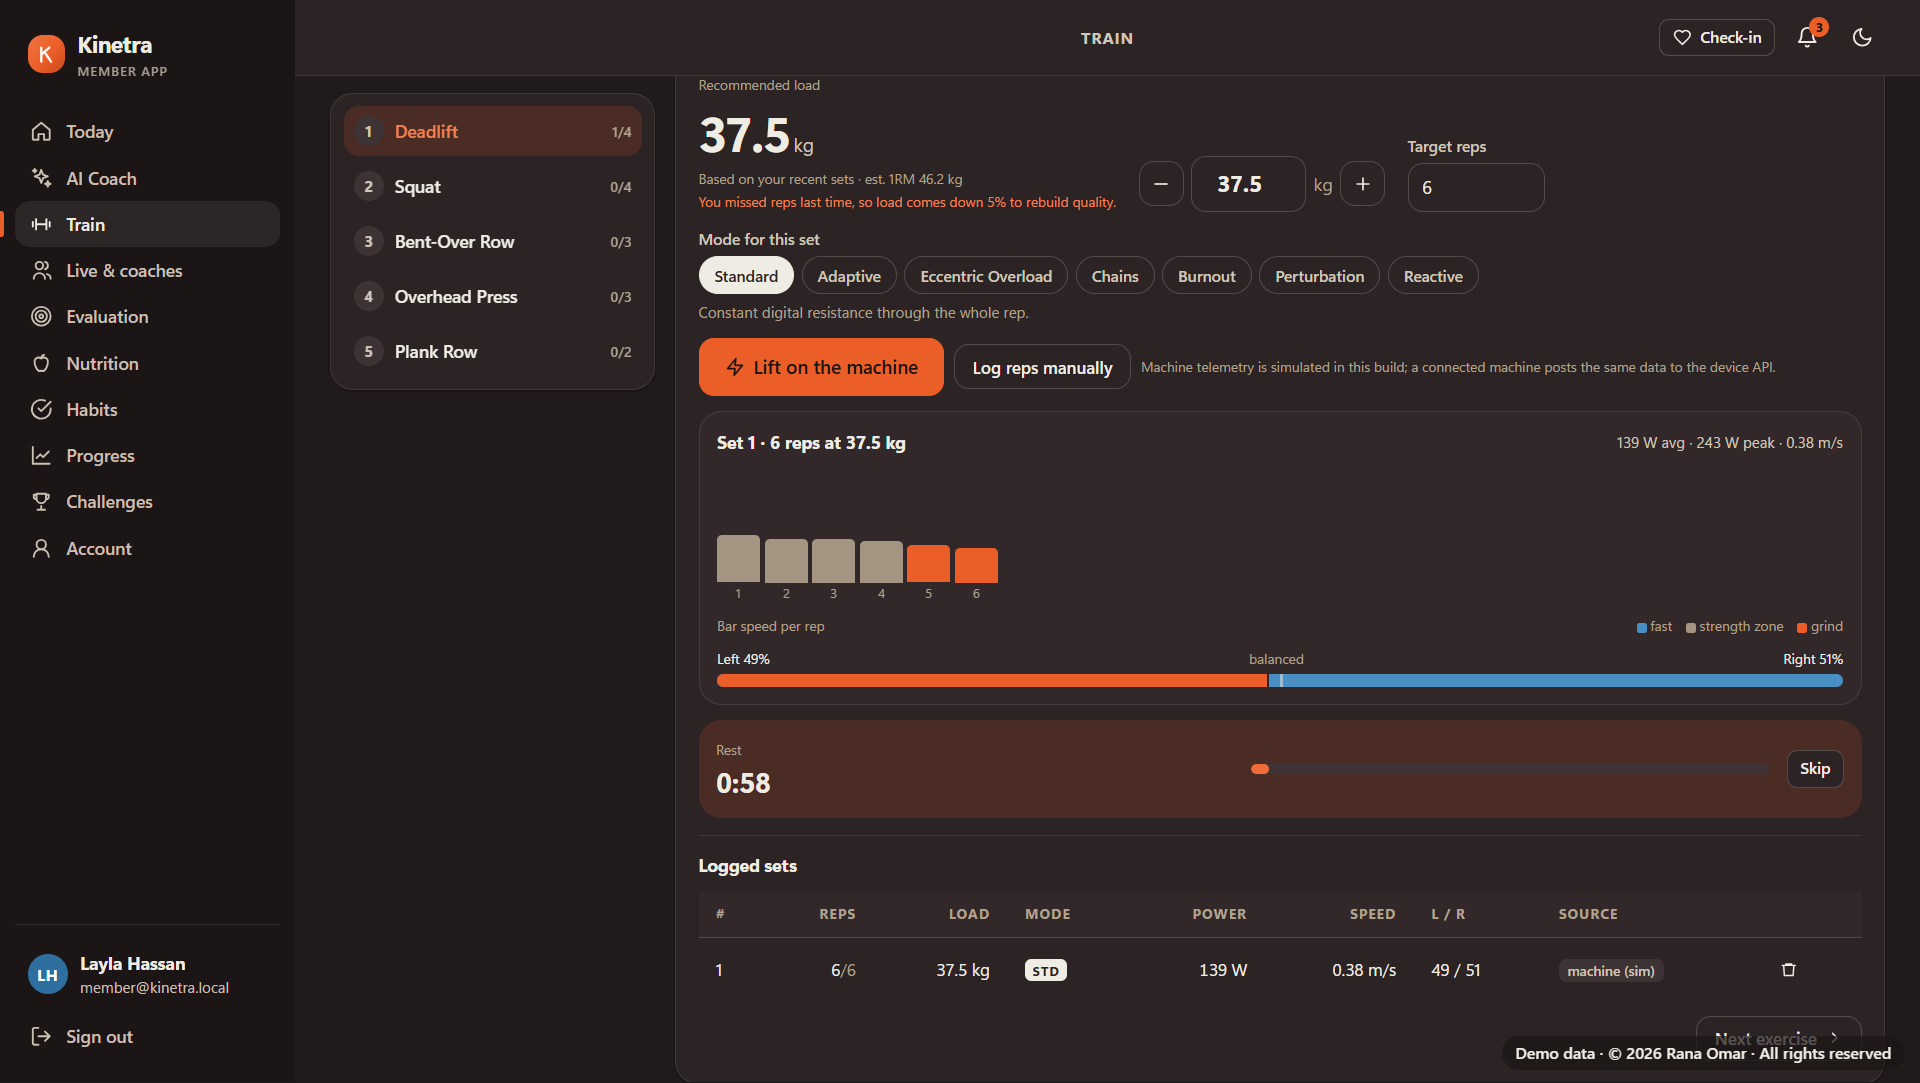 K
Kinetra
MEMBER APP
Today
AI Coach
Train
Live & coaches
Evaluation
Nutrition
Habits
Progress
Challenges
Account
LH
Layla Hassan
member@kinetra.local
Sign out
TRAIN
Check-in
3
1 Deadlift 1/4
2 Squat 0/4
3 Bent-Over Row 0/3
4 Overhead Press 0/3
5 Plank Row 0/2
Recommended load
37.5 kg
Based on your recent sets · est. 1RM 46.2 kg
You missed reps last time, so load comes down 5% to rebuild quality.
− 37.5 kg +
Target reps
6
Mode for this set
Standard Adaptive Eccentric Overload Chains Burnout Perturbation Reactive
Constant digital resistance through the whole rep.
Lift on the machine Log reps manually Machine telemetry is simulated in this build; a connected machine posts the same data to the device API.
Set 1 · 6 reps at 37.5 kg 139 W avg · 243 W peak · 0.38 m/s
1 2 3 4 5 6
Bar speed per rep fast strength zone grind
Left 49% balanced Right 51%
Rest
0:58
Skip
Logged sets
# REPS LOAD MODE POWER SPEED L / R SOURCE
1 6/6 37.5 kg STD 139 W 0.38 m/s 49 / 51 machine (sim)
Next exercise
Demo data · © 2026 Rana Omar · All rights reserved